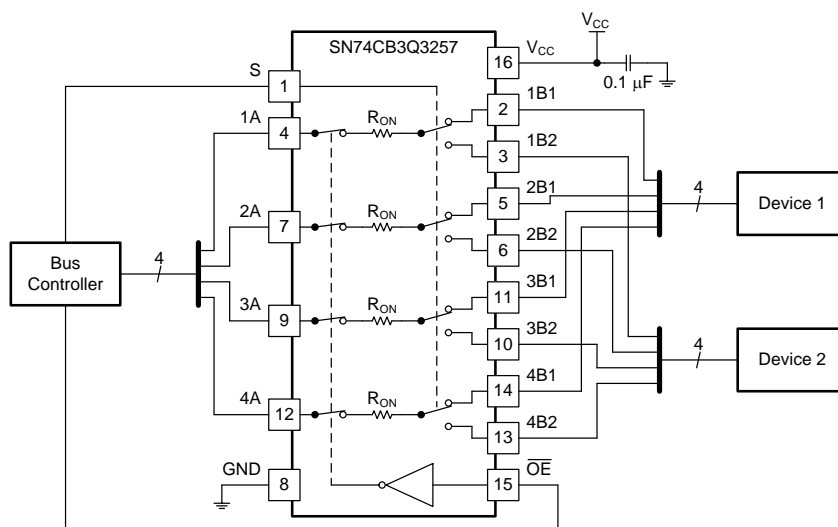 SN74CB3Q3257
VCC
S
VCC
16
0.1 μF
1
1B1
2
1A
RON
4
1B2
3
2B1
5
2A
RON
7
4
Device 1
2B2
6
Bus
Controller
4
3B1
11
3A
RON
9
3B2
10
4
Device 2
4B1
14
4A
RON
12
4B2
13
GND
OE
8
15